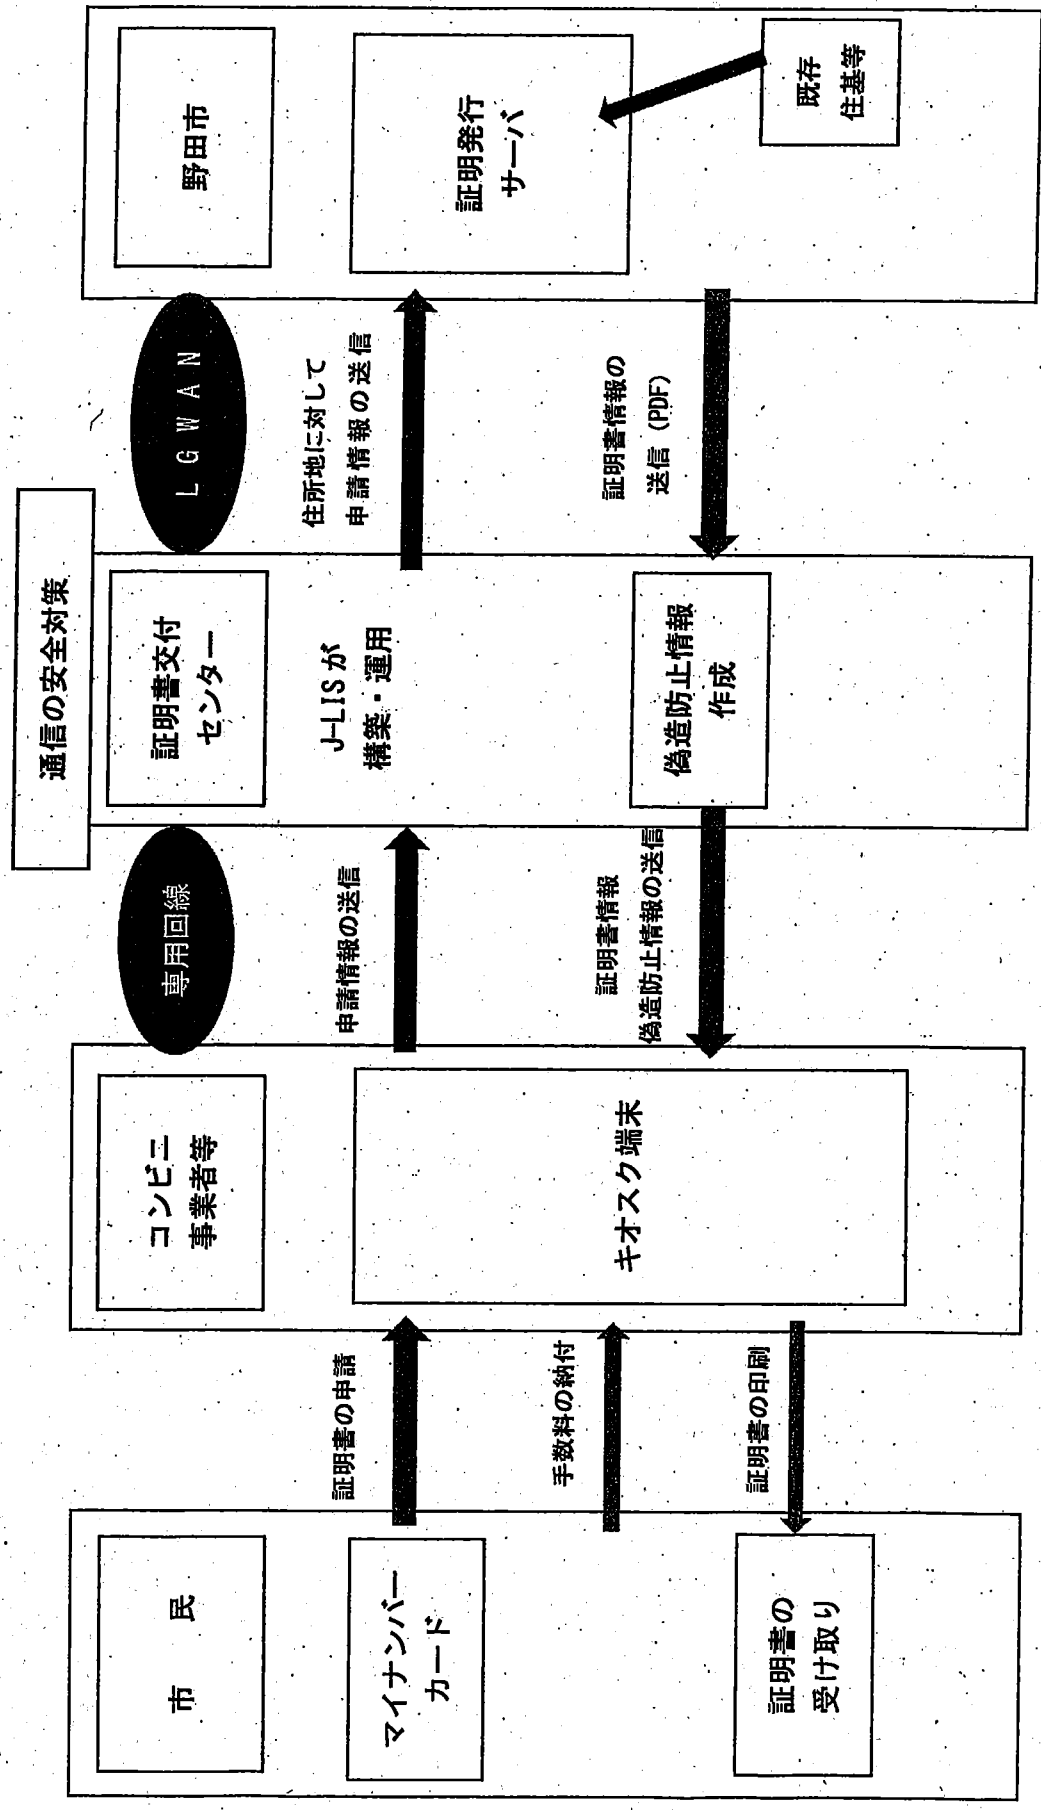 通信の安全対策
市　民
マイナンバー
カード
証明書の
受け取り
証明書の申請
手数料の納付
証明書の印刷
コンビニ
事業者等
キオスク端末
専用回線
申請情報の送信
証明書情報
偽造防止情報の送信
証明書交付
センター
J-LISが
構築・運用
偽造防止情報
作成
LGWAN
住所地に対して
申請情報の送信
証明書情報の
送信(PDF)
野田市
証明発行
サーバ
既存
住基等